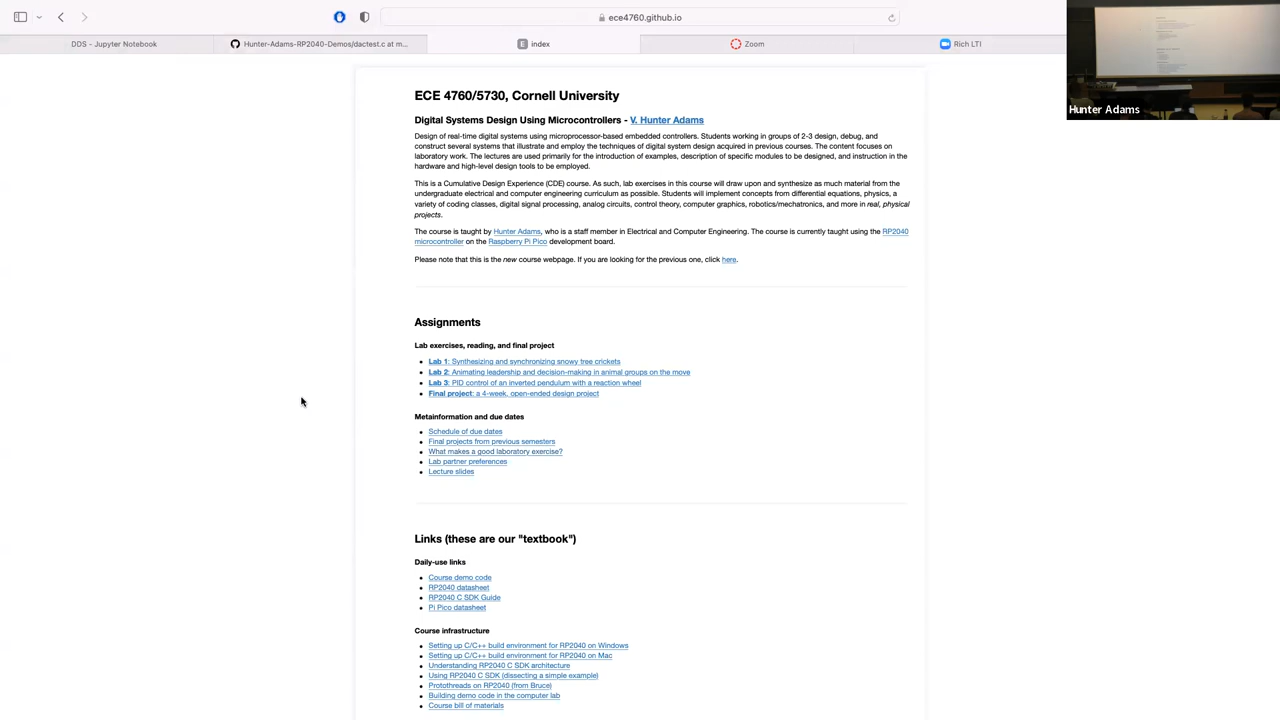 ece4760.github.io
DDS - Jupyter Notebook
Hunter-Adams-RP2040-Demos/dactest.c at m...
E index
Zoom
Rich LTI
Hunter Adams
ECE 4760/5730, Cornell University
Digital Systems Design Using Microcontrollers - V. Hunter Adams
Design of real-time digital systems using microprocessor-based embedded controllers. Students working in groups of 2-3 design, debug, and
construct several systems that illustrate and employ the techniques of digital system design acquired in previous courses. The content focuses on
laboratory work. The lectures are used primarily for the introduction of examples, description of specific modules to be designed, and instruction in the
hardware and high-level design tools to be employed.
This is a Cumulative Design Experience (CDE) course. As such, lab exercises in this course will draw upon and synthesize as much material from the
undergraduate electrical and computer engineering curriculum as possible. Students will implement concepts from differential equations, physics, a
variety of coding classes, digital signal processing, analog circuits, control theory, computer graphics, robotics/mechatronics, and more in real, physical
projects.
The course is taught by Hunter Adams, who is a staff member in Electrical and Computer Engineering. The course is currently taught using the RP2040
microcontroller on the Raspberry Pi Pico development board.
Please note that this is the new course webpage. If you are looking for the previous one, click here.
Assignments
Lab exercises, reading, and final project
Lab 1: Synthesizing and synchronizing snowy tree crickets
Lab 2: Animating leadership and decision-making in animal groups on the move
Lab 3: PID control of an inverted pendulum with a reaction wheel
Final project: a 4-week, open-ended design project
Metainformation and due dates
Schedule of due dates
Final projects from previous semesters
What makes a good laboratory exercise?
Lab partner preferences
Lecture slides
Links (these are our "textbook")
Daily-use links
Course demo code
RP2040 datasheet
RP2040 C SDK Guide
Pi Pico datasheet
Course infrastructure
Setting up C/C++ build environment for RP2040 on Windows
Setting up C/C++ build environment for RP2040 on Mac
Understanding RP2040 C SDK architecture
Using RP2040 C SDK (dissecting a simple example)
Protothreads on RP2040 (from Bruce)
Building demo code in the computer lab
Course bill of materials